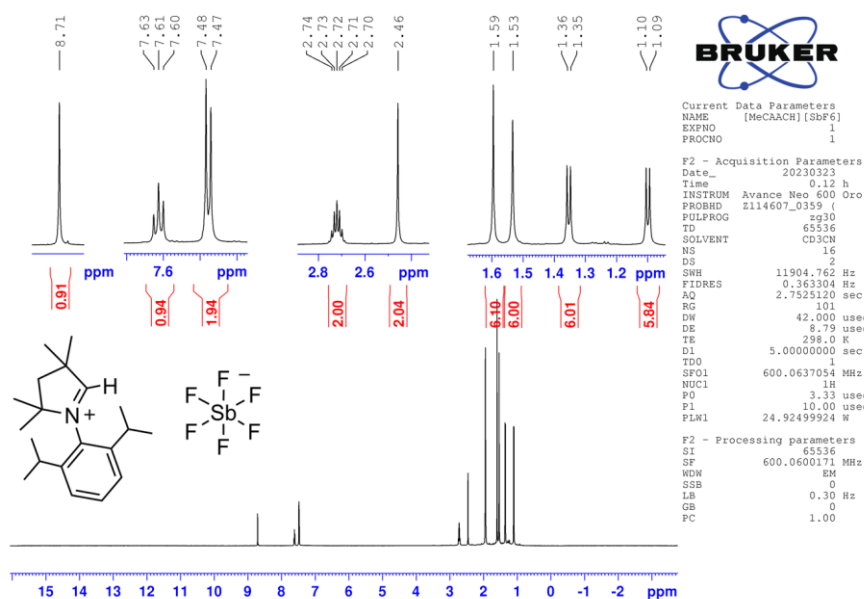 8.71
7.63
7.61
7.60
7.48
7.47
2.74
2.73
2.72
2.71
2.70
2.46
1.59
1.53
1.36
1.35
1.10
1.09
BRUKER
Current Data Parameters
NAME [MeCAACH][SbF6]
EXPNO 1
PROCNO 1
F2 - Acquisition Parameters
Date_ 20230323
Time 0.12 h
INSTRUM Avance Neo 600 Oro
PROBHD Z114607_0359 (
PULPROG zg30
TD 65536
SOLVENT CD3CN
NS 16
DS 2
SWH 11904.762 Hz
FIDRES 0.363304 Hz
AQ 2.7525120 sec
RG 101
DW 42.000 usec
DE 8.79 usec
TE 298.0 K
D1 5.00000000 sec
TD0 1
SFO1 600.0637054 MHz
NUC1 1H
P0 3.33 usec
P1 10.00 usec
PLW1 24.92499924 W
F2 - Processing parameters
SI 65536
SF 600.0600171 MHz
WDW EM
SSB 0
LB 0.30 Hz
GB 0
PC 1.00
ppm
7.6 ppm
2.8 2.6 ppm
1.6 1.5 1.4 1.3 1.2 ppm
0.91
0.94
1.94
2.00
2.04
6.10
6.00
6.01
5.84
H
N
+
F
F −
F
Sb
F
F
F
15 14 13 12 11 10 9 8 7 6 5 4 3 2 1 0 -1 -2 ppm